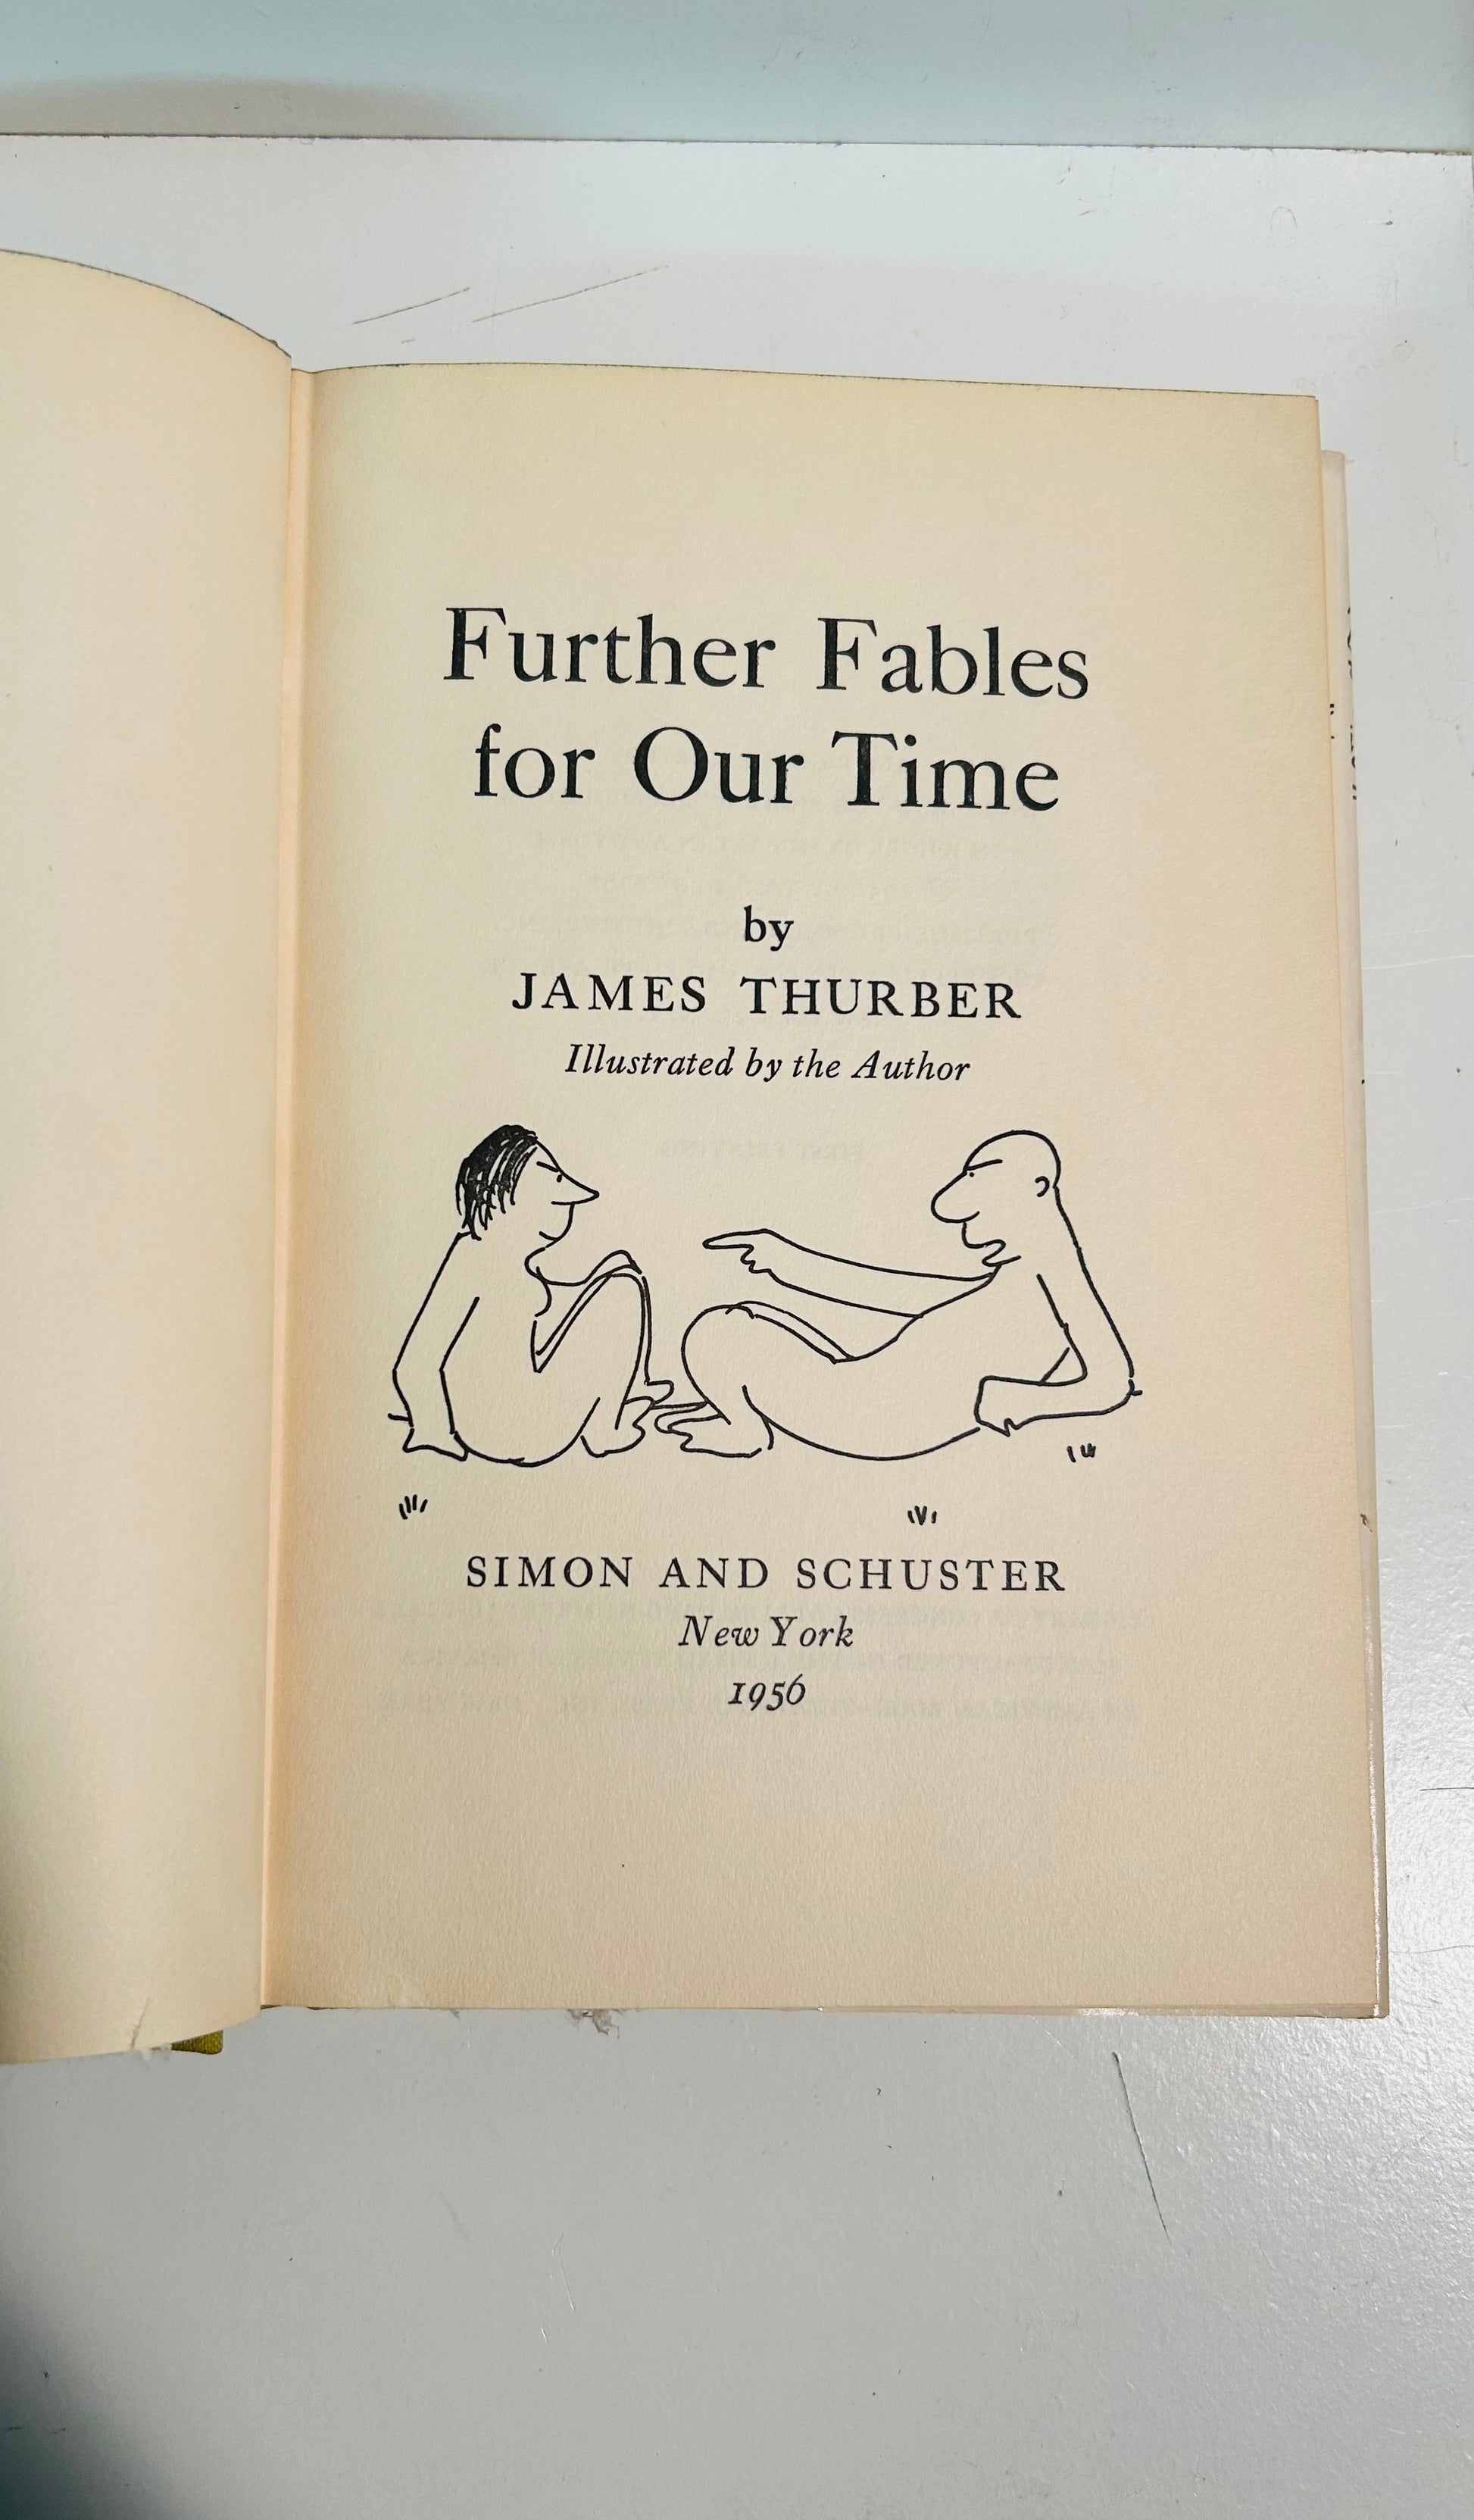 Further Fables
for Our Time
by
JAMES THURBER
Illustrated by the Author
SIMON AND SCHUSTER
New York
1956